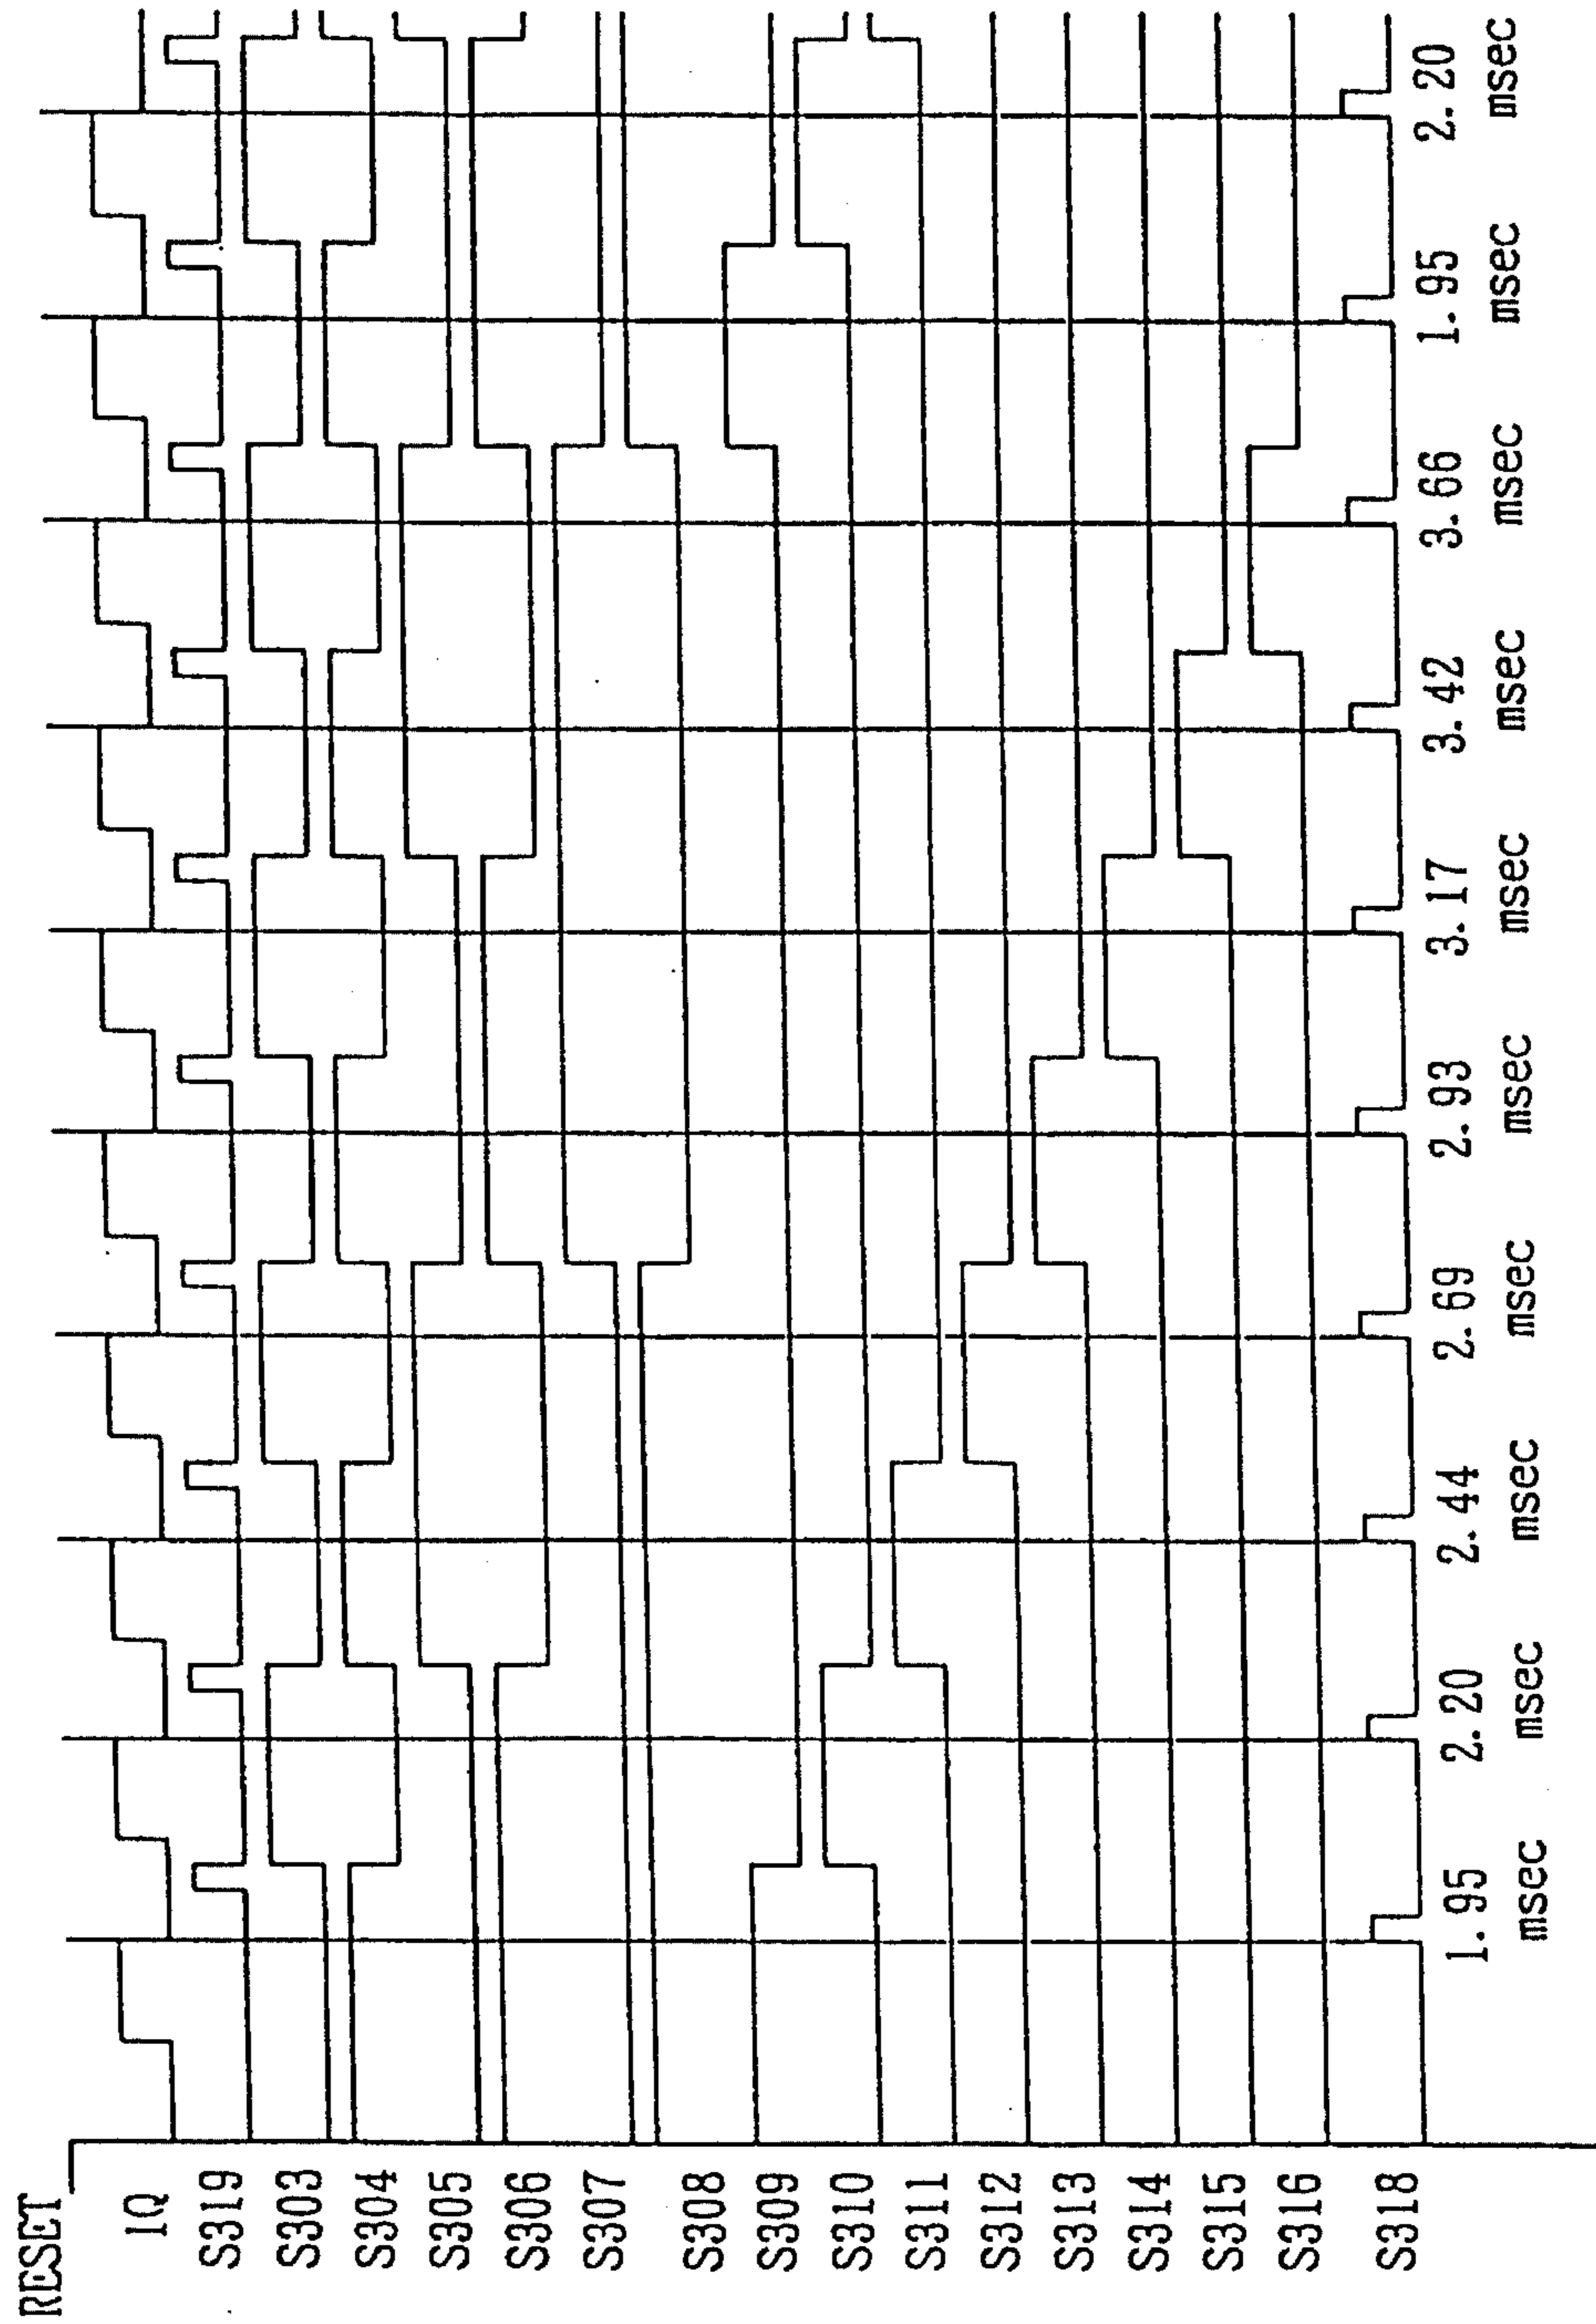 RESET
1Q
S319
S303
S304
S305
S306
S307
S308
S309
S310
S311
S312
S313
S314
S315
S316
S318
1.95 msec
2.20 msec
2.44 msec
2.69 msec
2.93 msec
3.17 msec
3.42 msec
3.66 msec
1.95 msec
2.20 msec